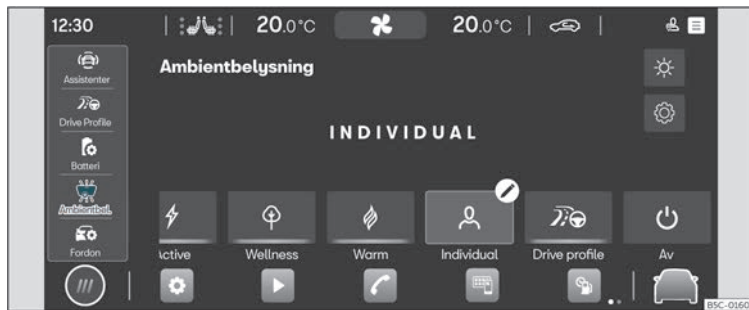 12:30 20.0°C 20.0°C
Assistenter
Drive Profile
Batteri
Ambientbel.
Fordon
Ambientbelysning
INDIVIDUAL
ctive Wellness Warm Individual Drive profile Av
B5C-0160